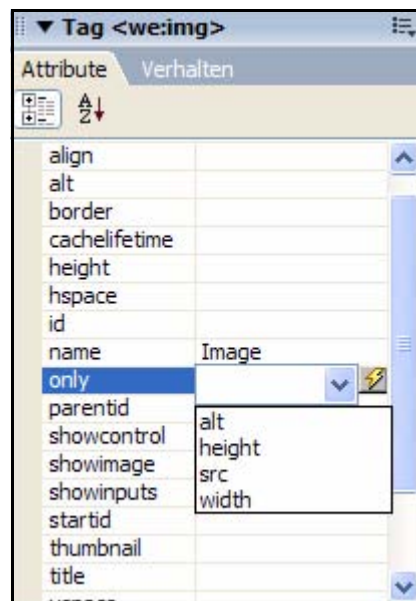 Tag <we:img>
Attribute Verhalten
align
alt
border
cachelifetime
height
hspace
id
name Image
only
parentid
alt
showcontrol
height
showimage
src
showinputs
width
startid
thumbnail
title
vspace